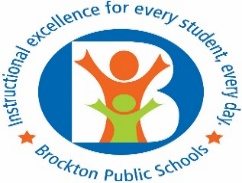 Instructional excellence for every student, every day.
B
Brockton Public Schools